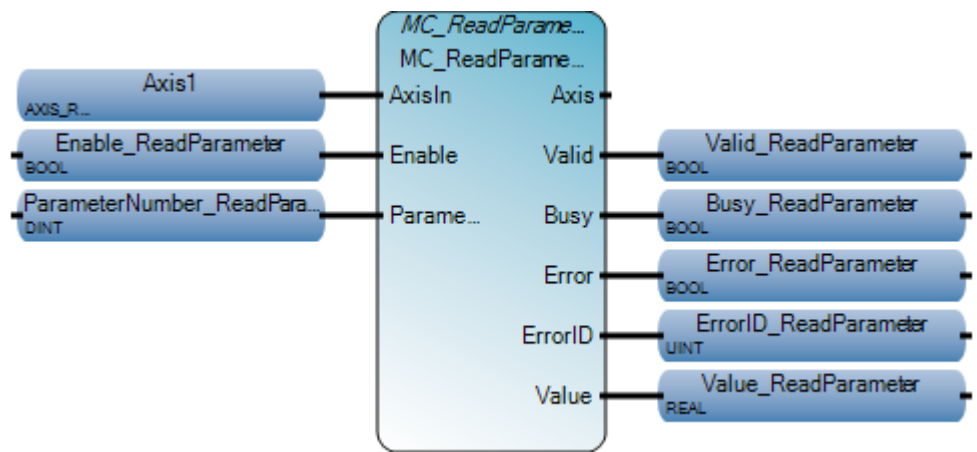 MC_ReadParame...
MC_ReadParame...
Axis1
AXIS_R...
AxisIn
Axis
Enable_ReadParameter
BOOL
Enable
Valid
Valid_ReadParameter
BOOL
ParameterNumber_ReadPara...
DINT
Parame...
Busy
Busy_ReadParameter
BOOL
Error
Error_ReadParameter
BOOL
ErrorID
ErrorID_ReadParameter
UINT
Value
Value_ReadParameter
REAL